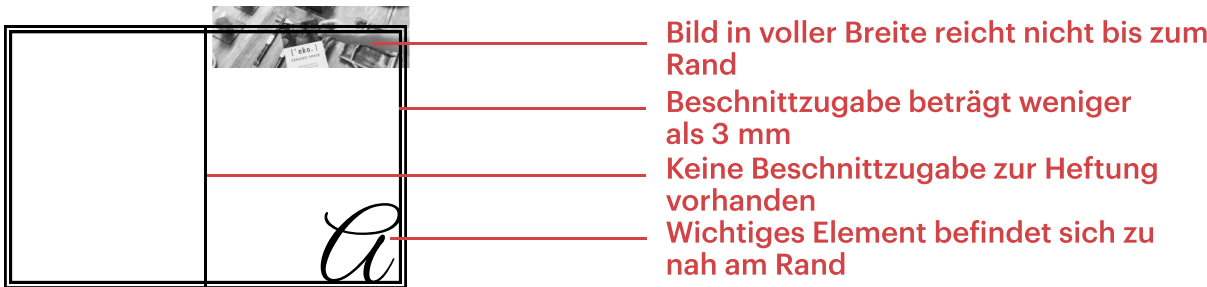 ['eko.]
Bild in voller Breite reicht nicht bis zum
Rand
Beschnittzugabe beträgt weniger
als 3 mm
Keine Beschnittzugabe zur Heftung
vorhanden
Wichtiges Element befindet sich zu
nah am Rand
a